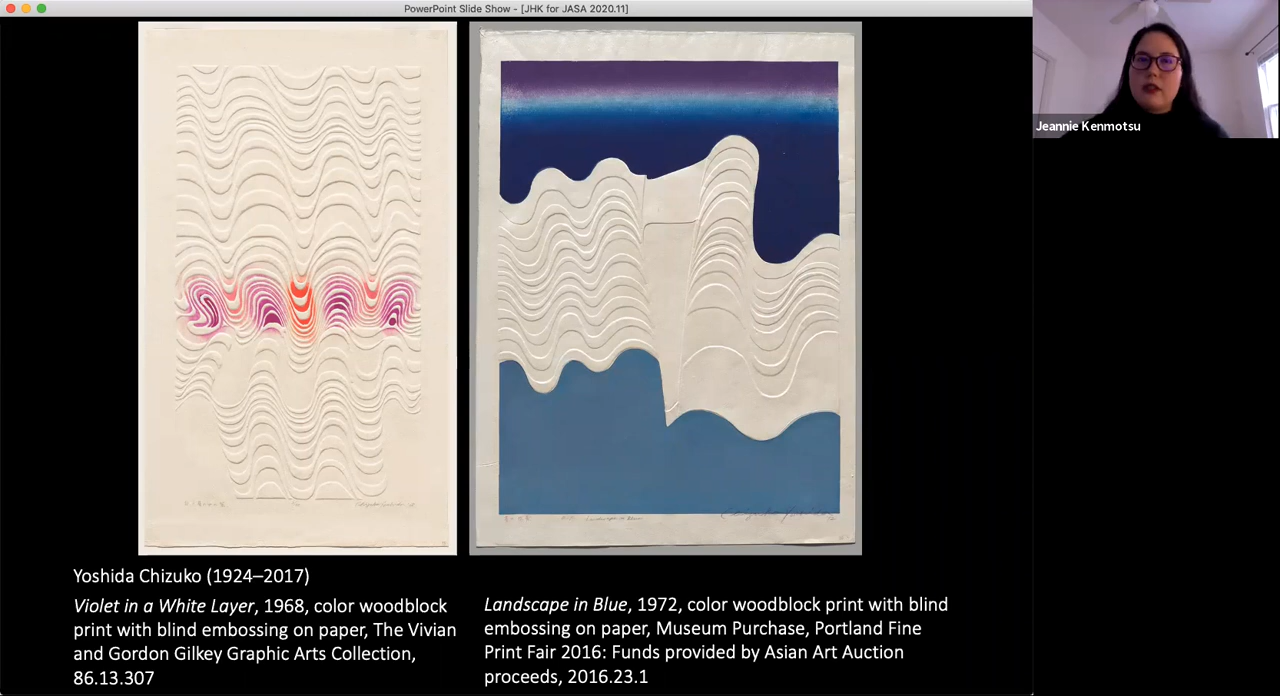 PowerPoint Slide Show - [JHK for JASA 2020.11]
Jeannie Kenmotsu
Yoshida Chizuko (1924–2017)
Violet in a White Layer, 1968, color woodblock
print with blind embossing on paper, The Vivian
and Gordon Gilkey Graphic Arts Collection,
86.13.307
Landscape in Blue, 1972, color woodblock print with blind
embossing on paper, Museum Purchase, Portland Fine
Print Fair 2016: Funds provided by Asian Art Auction
proceeds, 2016.23.1